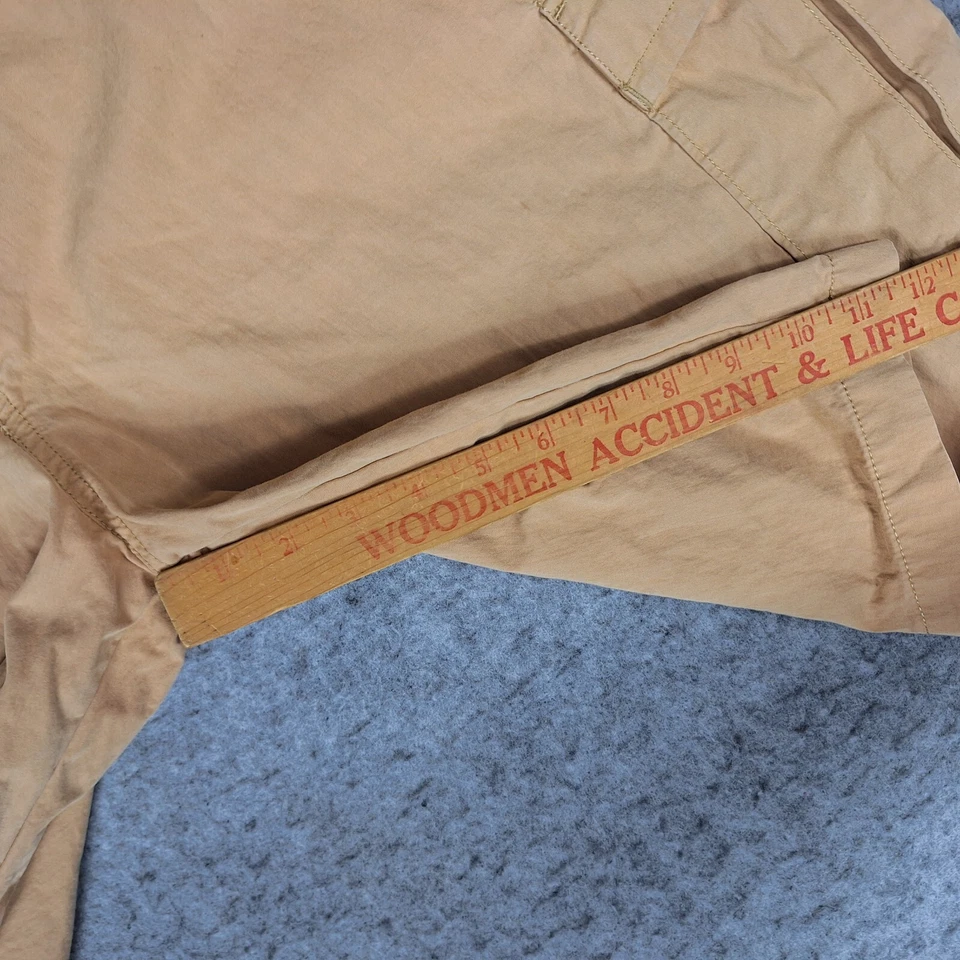 1 2 3 4 5 6 7 8 9 10 11 12
WOODMEN ACCIDENT & LIFE C